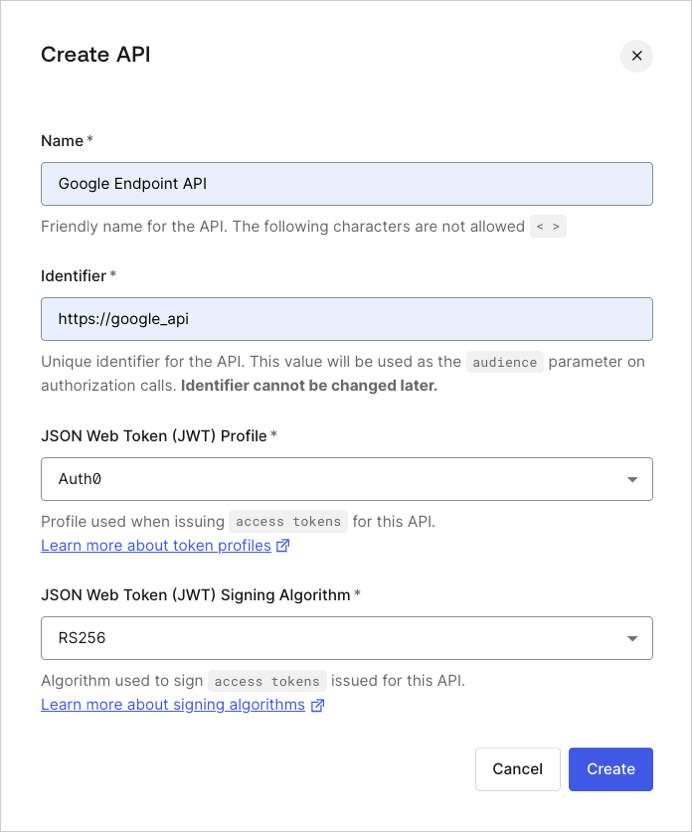 Create API
Name *
Google Endpoint API
Friendly name for the API. The following characters are not allowed < >
Identifier *
https://google_api
Unique identifier for the API. This value will be used as the audience parameter on
authorization calls. Identifier cannot be changed later.
JSON Web Token (JWT) Profile *
Auth0
Profile used when issuing access tokens for this API.
Learn more about token profiles
JSON Web Token (JWT) Signing Algorithm *
RS256
Algorithm used to sign access tokens issued for this API.
Learn more about signing algorithms
Cancel Create